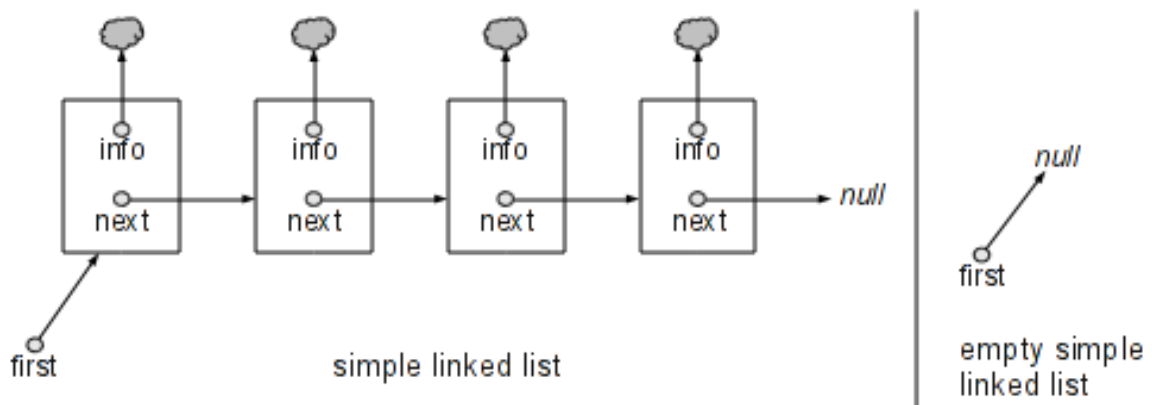 info info info info
next next next next null
first
simple linked list
null
first
empty simple
linked list